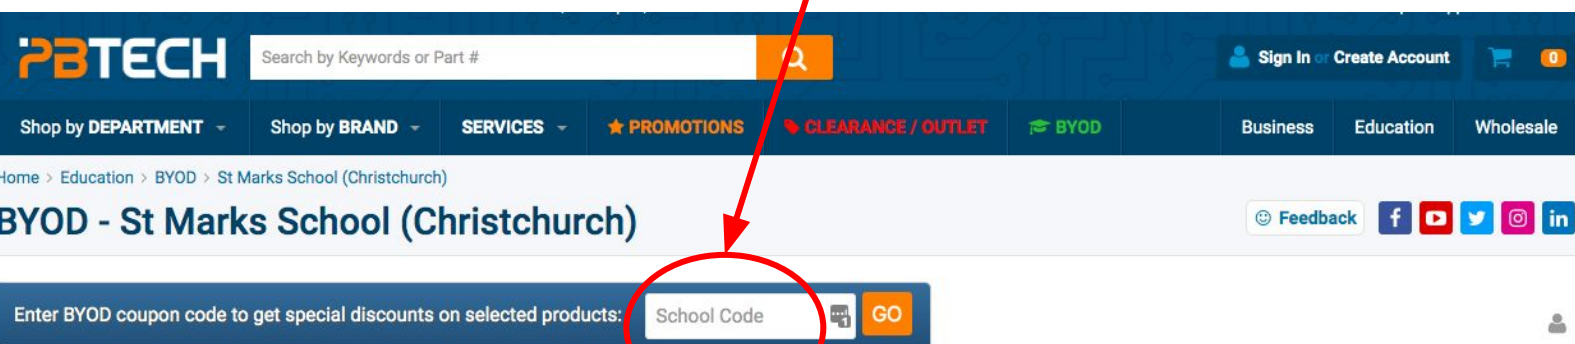 PBTECH
Search by Keywords or Part #
Sign In or Create Account
0
Shop by DEPARTMENT
Shop by BRAND
SERVICES
PROMOTIONS
CLEARANCE / OUTLET
BYOD
Business
Education
Wholesale
Home > Education > BYOD > St Marks School (Christchurch)
BYOD - St Marks School (Christchurch)
Feedback
f
in
Enter BYOD coupon code to get special discounts on selected products:
School Code
1
GO